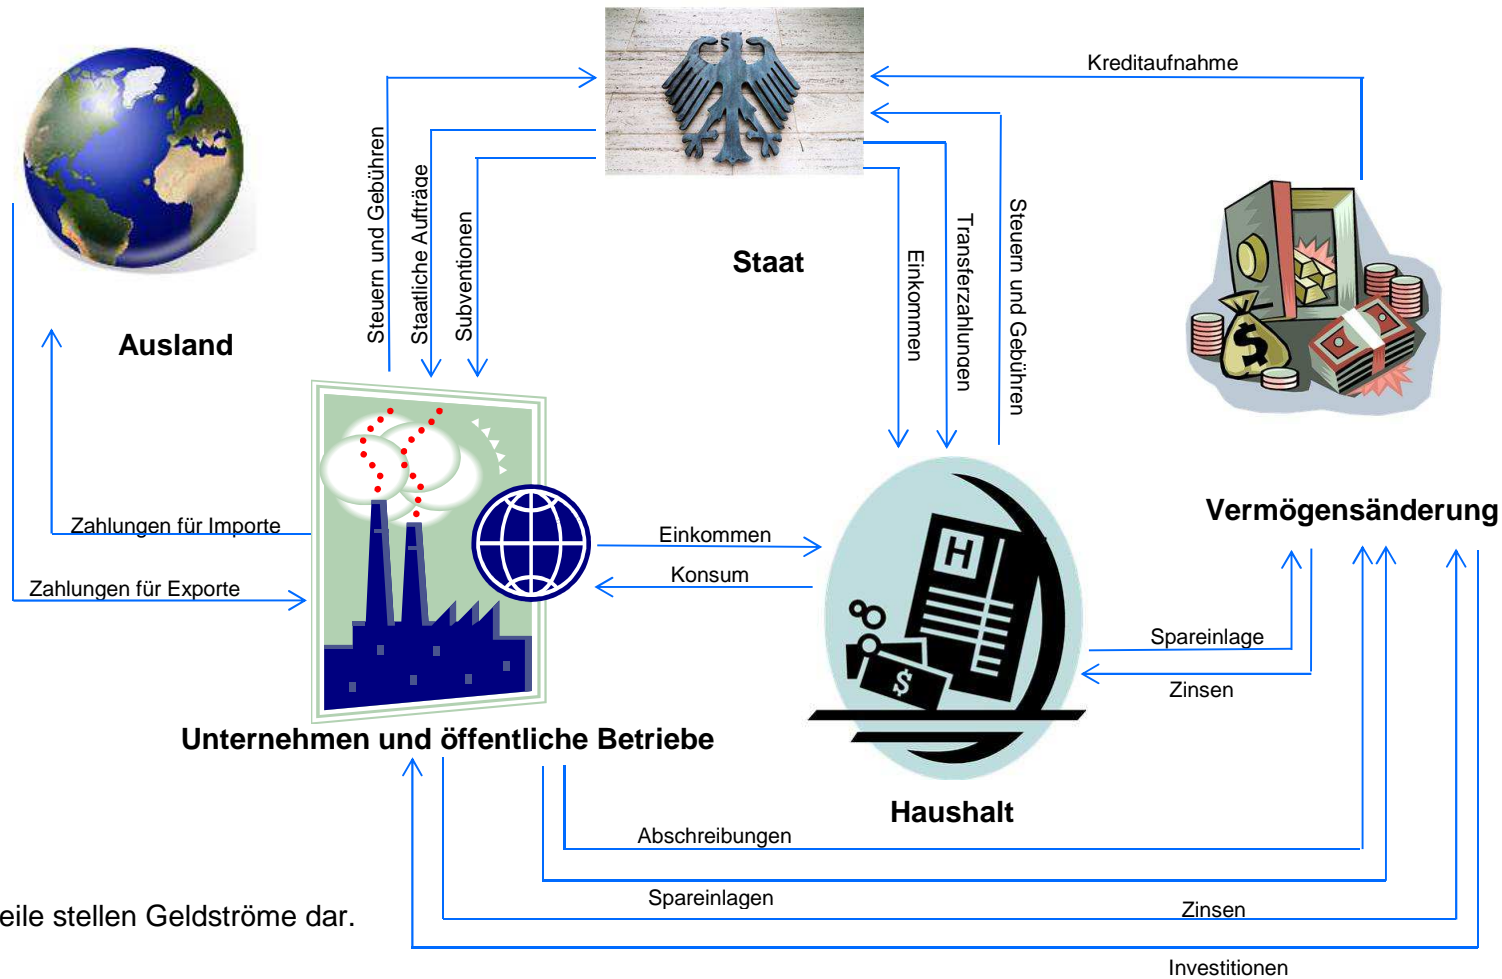 Kreditaufnahme
Steuern und Gebühren
Staatliche Aufträge
Subventionen
Staat
Einkommen
Transferzahlungen
Steuern und Gebühren
Ausland
$
Vermögensänderung
Zahlungen für Importe
Zahlungen für Exporte
Einkommen
Konsum
H
$
Spareinlage
Zinsen
Unternehmen und öffentliche Betriebe
Haushalt
Abschreibungen
Spareinlagen
Zinsen
eile stellen Geldströme dar.
Investitionen